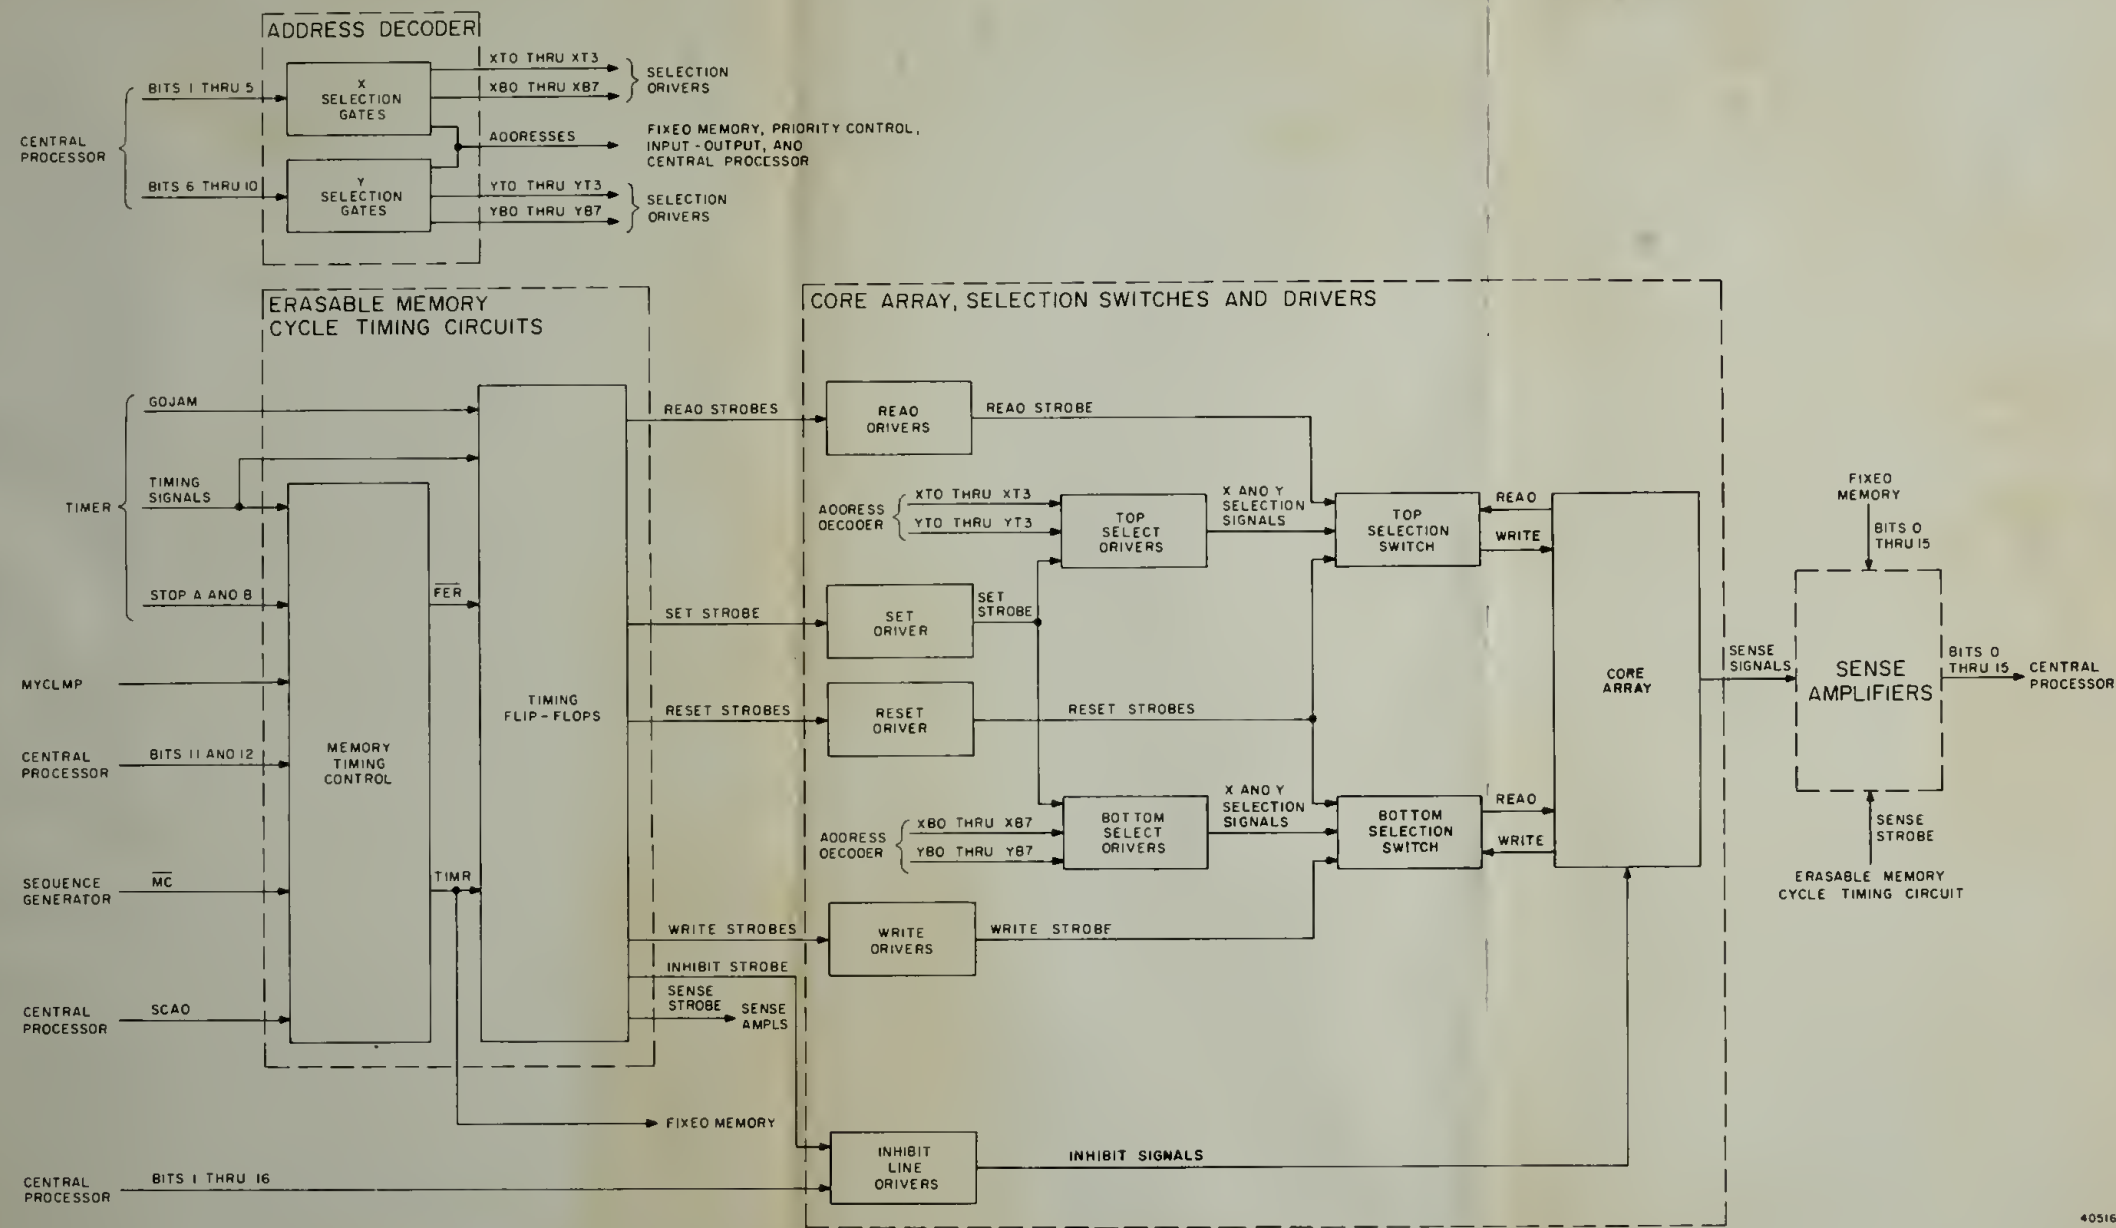 ADDRESS DECODER
BITS 1 THRU 5
X
SELECTION
GATES
XT0 THRU XT3
XB0 THRU XB7
SELECTION
DRIVERS
CENTRAL
PROCESSOR
ADDRESSES
FIXED MEMORY, PRIORITY CONTROL,
INPUT-OUTPUT, AND
CENTRAL PROCESSOR
BITS 6 THRU 10
Y
SELECTION
GATES
YT0 THRU YT3
YB0 THRU YB7
SELECTION
DRIVERS
ERASABLE MEMORY
CYCLE TIMING CIRCUITS
TIMER
GOJAM
TIMING
SIGNALS
STOP A AND B
MYCLMP
CENTRAL
PROCESSOR
BITS 11 AND 12
SEQUENCE
GENERATOR
MC
CENTRAL
PROCESSOR
SCAD
MEMORY
TIMING
CONTROL
FER
TIMR
TIMING
FLIP-FLOPS
READ STROBES
SET STROBE
RESET STROBES
WRITE STROBES
INHIBIT STROBE
SENSE
STROBE
SENSE
AMPLS
FIXED MEMORY
CENTRAL
PROCESSOR
BITS 1 THRU 16
CORE ARRAY, SELECTION SWITCHES AND DRIVERS
READ
DRIVERS
READ STROBE
ADDRESS
DECODER
XT0 THRU XT3
YT0 THRU YT3
TOP
SELECT
DRIVERS
X AND Y
SELECTION
SIGNALS
TOP
SELECTION
SWITCH
READ
WRITE
SET
DRIVER
SET
STROBE
RESET
DRIVER
RESET STROBES
ADDRESS
DECODER
XB0 THRU XB7
YB0 THRU YB7
BOTTOM
SELECT
DRIVERS
X AND Y
SELECTION
SIGNALS
BOTTOM
SELECTION
SWITCH
READ
WRITE
WRITE
DRIVERS
WRITE STROBE
INHIBIT
LINE
DRIVERS
INHIBIT SIGNALS
CORE
ARRAY
SENSE
SIGNALS
FIXED
MEMORY
BITS 0
THRU 15
SENSE
AMPLIFIERS
BITS 0
THRU 15
CENTRAL
PROCESSOR
SENSE
STROBE
ERASABLE MEMORY
CYCLE TIMING CIRCUIT
40516